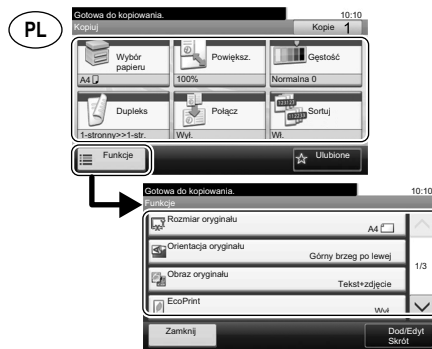 PL
Gotowa do kopiowania. 10:10
Kopiuj Kopie 1
Wybór papieru
A4
Powiększ.
100%
Gęstość
Normalna 0
Dupleks
1-stronny>>1-str.
Połącz
Wył.
Sortuj
Wł.
Funkcje
Ulubione
Gotowa do kopiowania. 10:10
Funkcje
Rozmiar oryginału
A4
Orientacja oryginału
Górny brzeg po lewej
1/3
Obraz oryginału
Tekst+zdjęcie
EcoPrint
Wył.
Zamknij
Dod/Edyt
Skrót